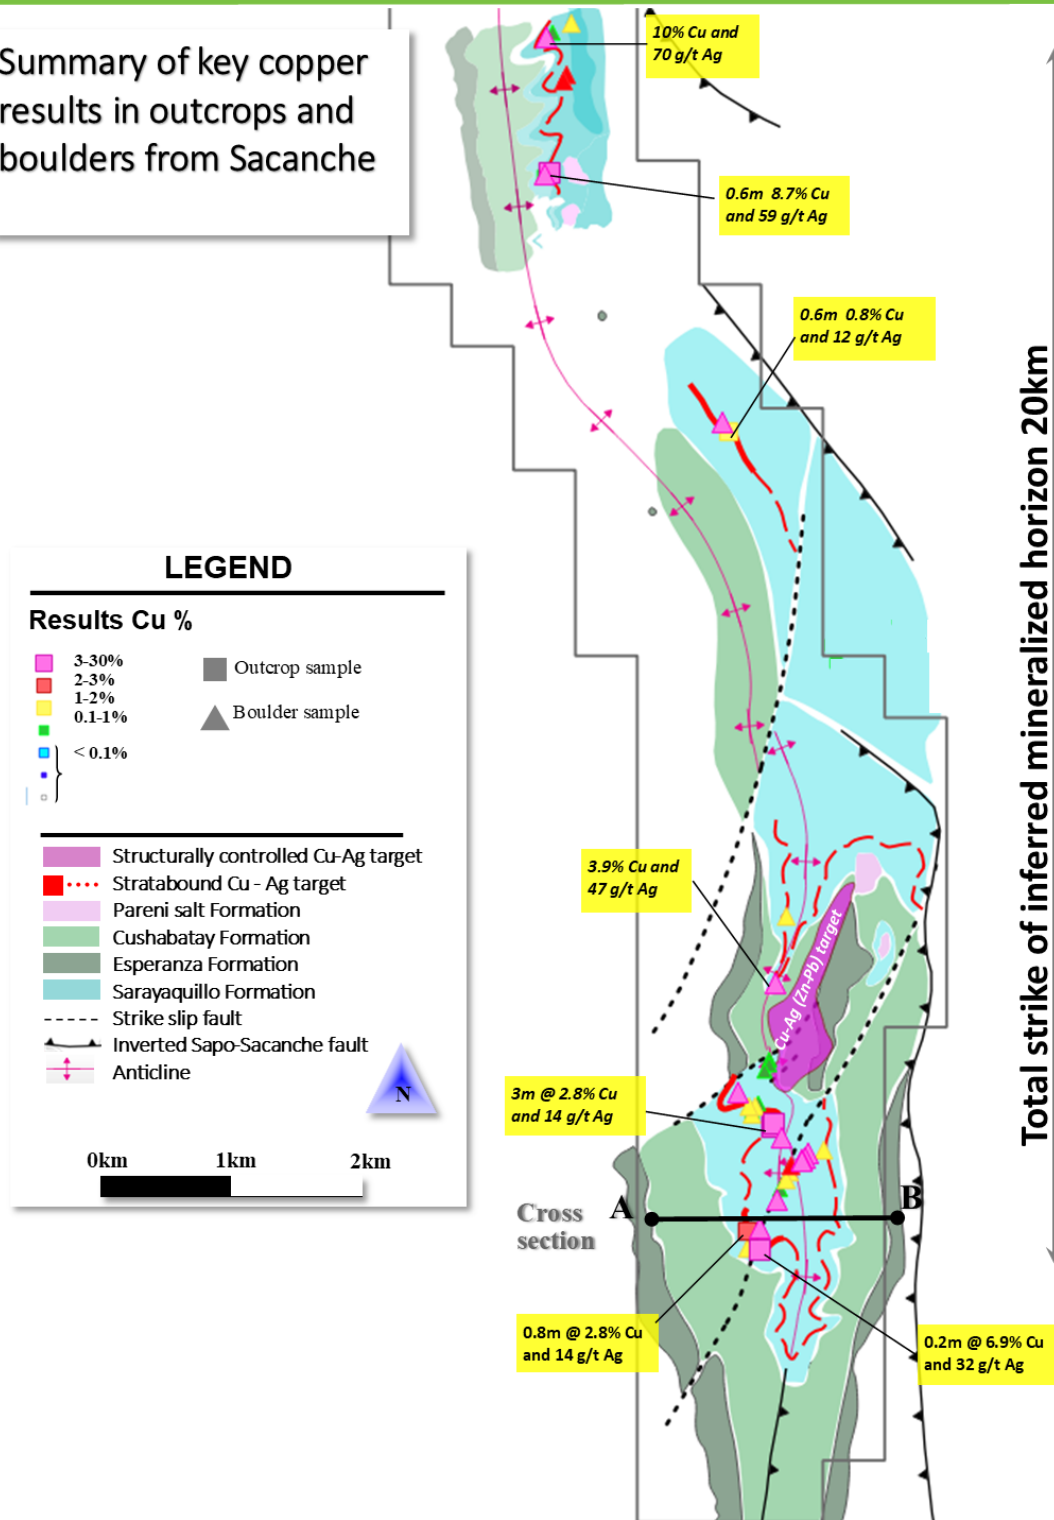 Summary of key copper
results in outcrops and
boulders from Sacanche
10% Cu and
70 g/t Ag
0.6m 8.7% Cu
and 59 g/t Ag
0.6m 0.8% Cu
and 12 g/t Ag
Total strike of inferred mineralized horizon 20km
LEGEND
Results Cu %
3-30%
2-3%
1-2%
0.1-1%
< 0.1%
Outcrop sample
Boulder sample
Structurally controlled Cu-Ag target
Stratabound Cu - Ag target
Pareni salt Formation
Cushabatay Formation
Esperanza Formation
Sarayaquillo Formation
Strike slip fault
Inverted Sapo-Sacanche fault
Anticline
N
0km 1km 2km
3.9% Cu and
47 g/t Ag
Cu-Ag (Zn-Pb) target
3m @ 2.8% Cu
and 14 g/t Ag
Cross
section
A
B
0.8m @ 2.8% Cu
and 14 g/t Ag
0.2m @ 6.9% Cu
and 32 g/t Ag